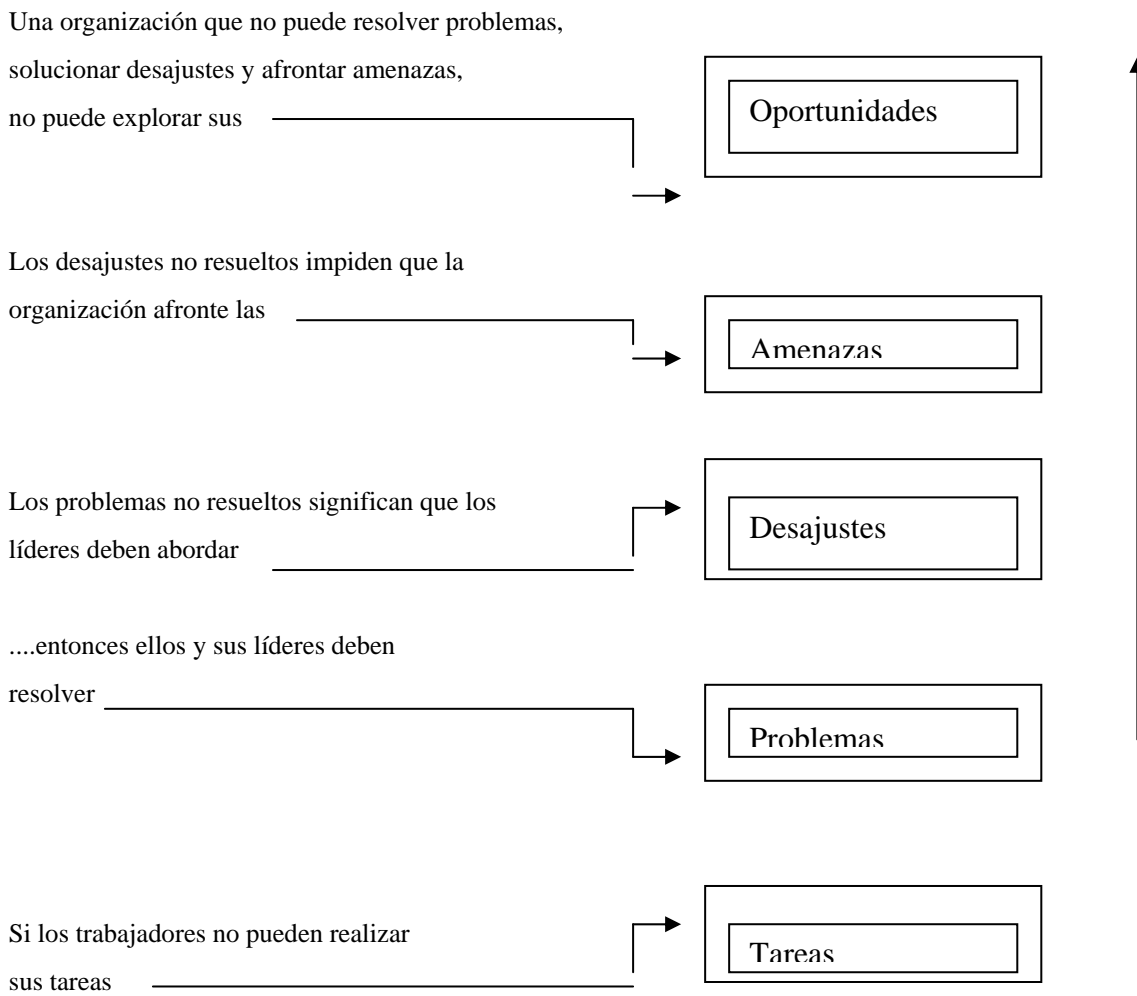 Una organización que no puede resolver problemas,
solucionar desajustes y afrontar amenazas,
no puede explorar sus
Oportunidades
Los desajustes no resueltos impiden que la
organización afronte las
Amenazas
Los problemas no resueltos significan que los
líderes deben abordar
Desajustes
....entonces ellos y sus líderes deben
resolver
Problemas
Si los trabajadores no pueden realizar
sus tareas
Tareas